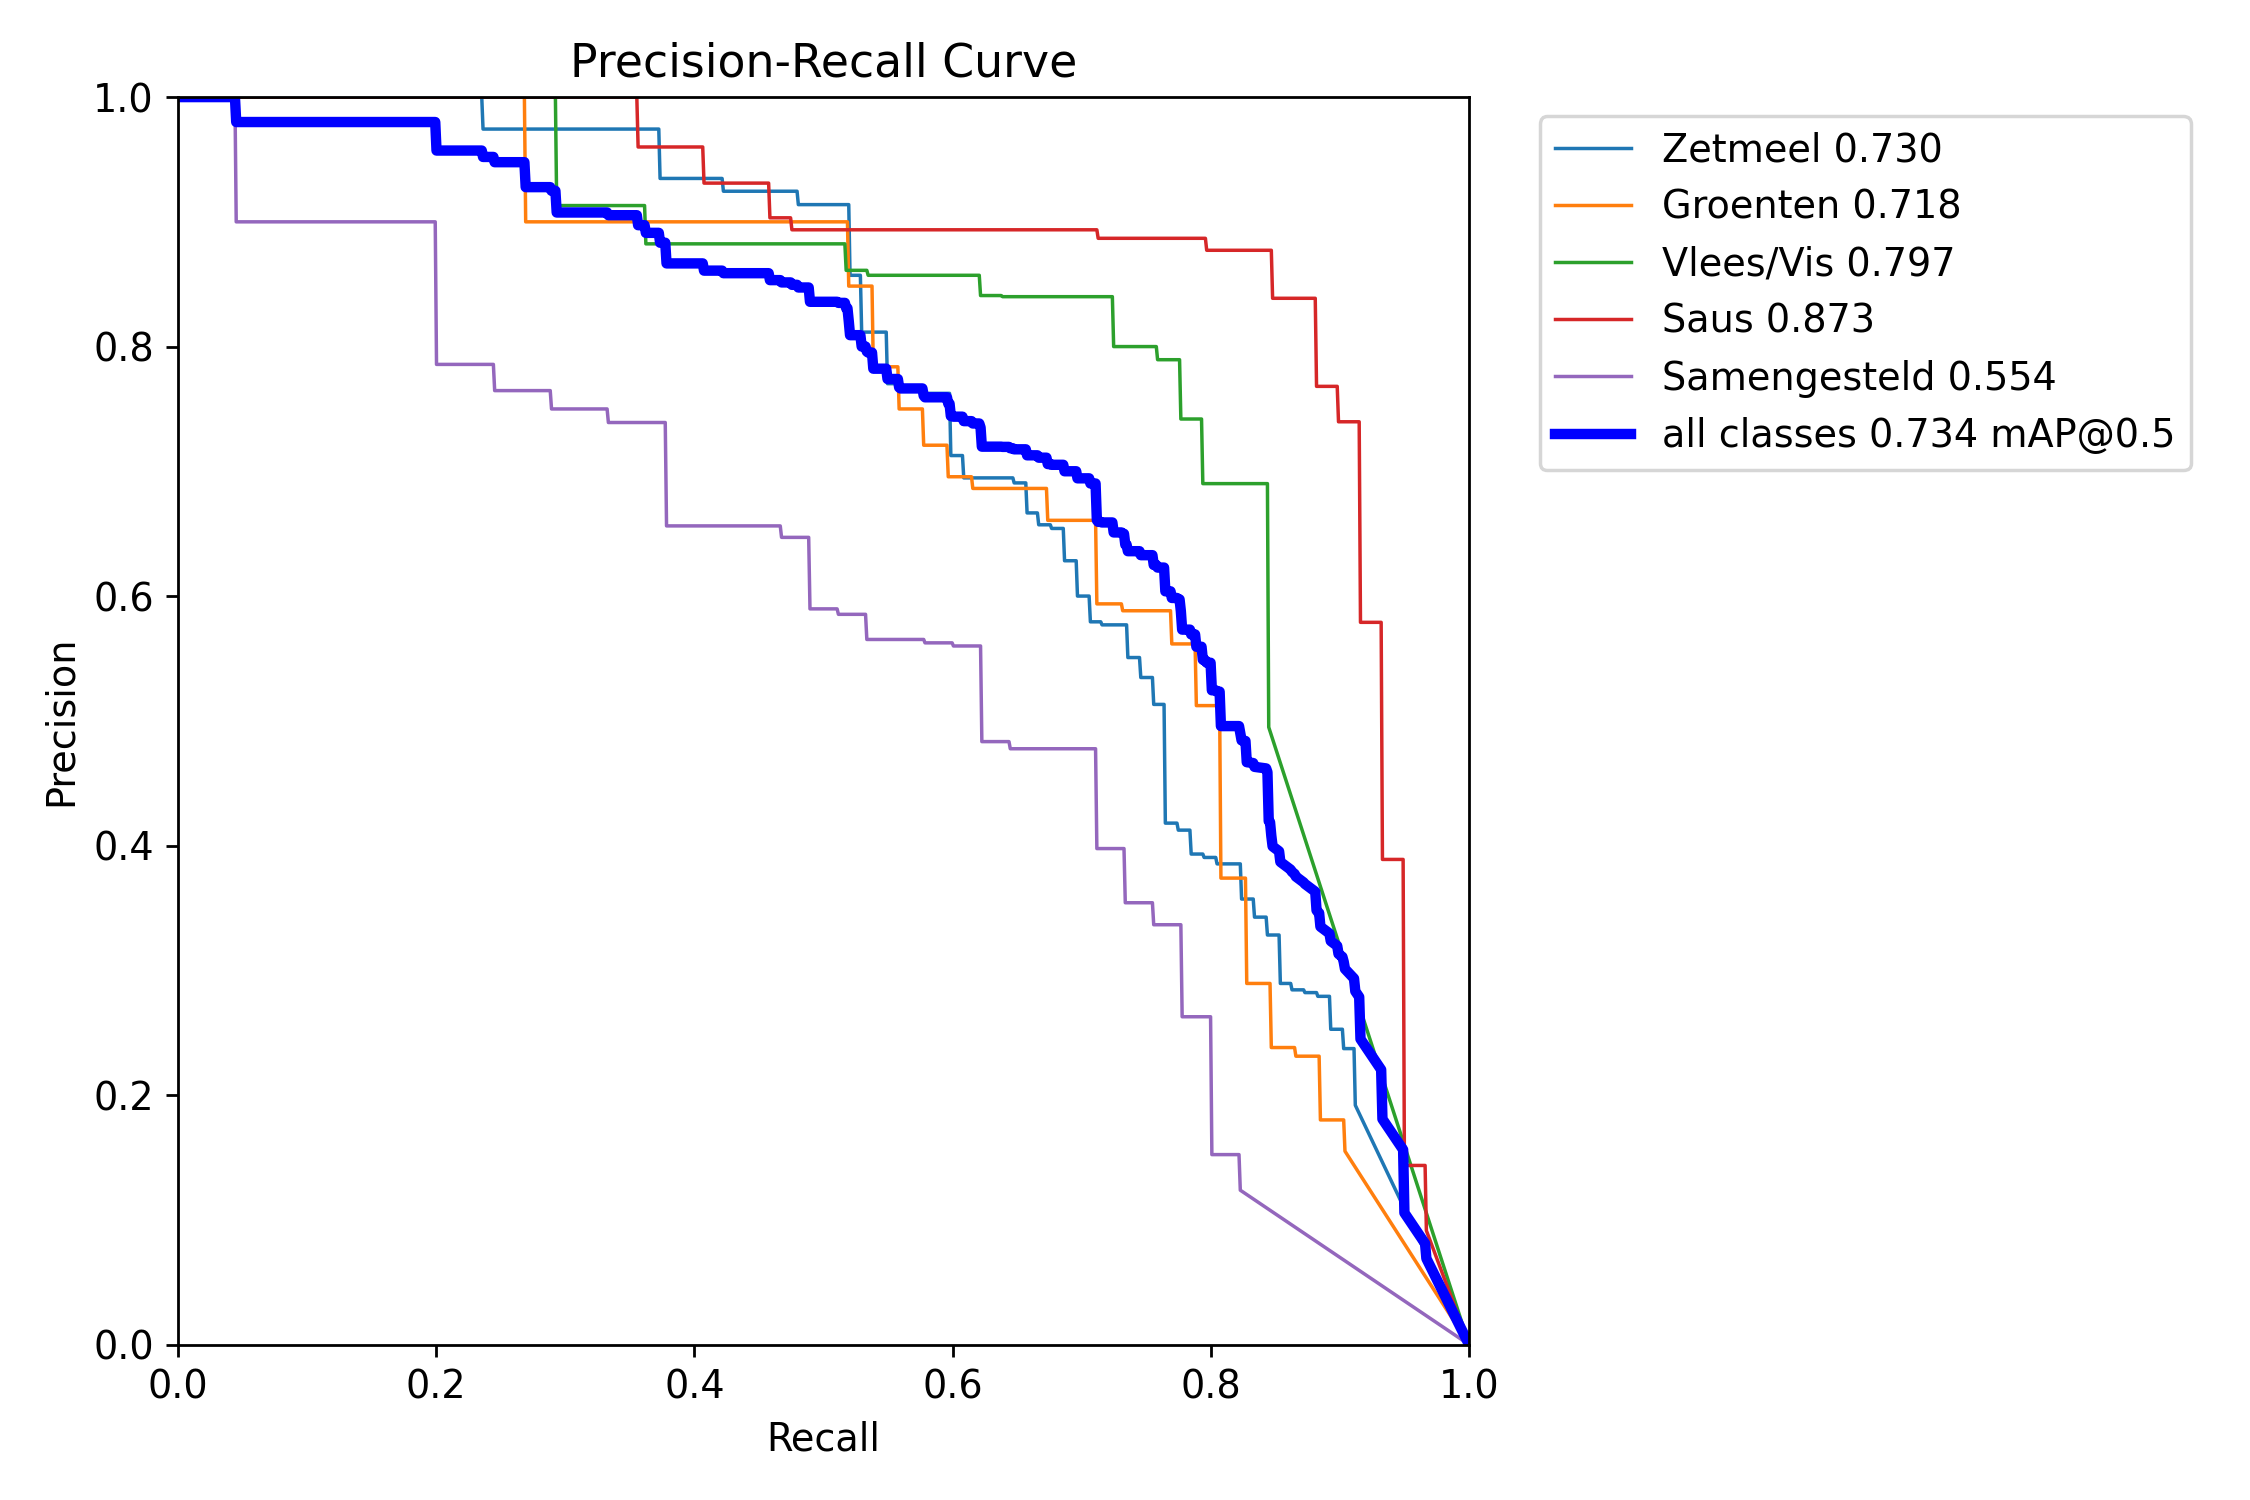 Precision-Recall Curve
1.0
0.8
0.6
0.4
0.2
0.0
Precision
0.0 0.2 0.4 0.6 0.8 1.0
Recall
Zetmeel 0.730
Groenten 0.718
Vlees/Vis 0.797
Saus 0.873
Samengesteld 0.554
all classes 0.734 mAP@0.5